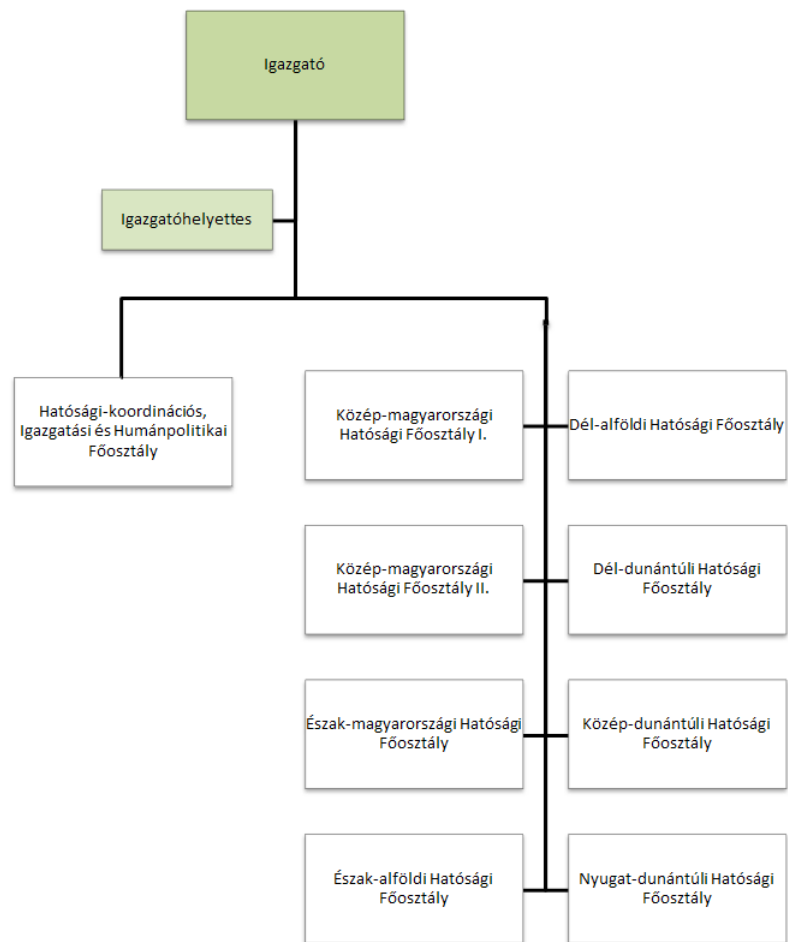 Igazgató
Igazgatóhelyettes
Hatósági-koordinációs,
Igazgatási és Humánpolitikai
Főosztály
Közép-magyarországi
Hatósági Főosztály I.
Dél-alföldi Hatósági Főosztály
Közép-magyarországi
Hatósági Főosztály II.
Dél-dunántúli Hatósági
Főosztály
Észak-magyarországi Hatósági
Főosztály
Közép-dunántúli Hatósági
Főosztály
Észak-alföldi Hatósági
Főosztály
Nyugat-dunántúli Hatósági
Főosztály